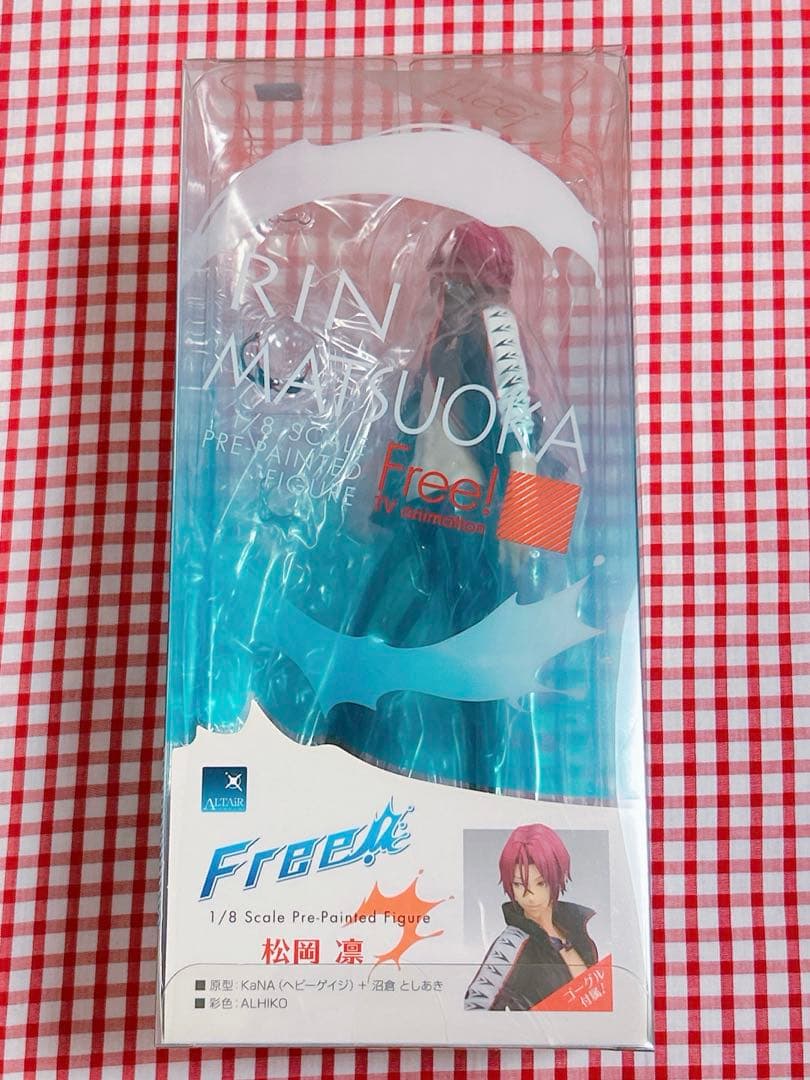 Free!
RIN
MATSUOKA
1/8 SCALE
PRE-PAINTED
FIGURE
Free!
TV animation
ALTAiR
Free!
1/8 Scale Pre-Painted Figure
松岡 凛
ゴーグル
付属!
■ 原型：KaNA（ヘビーゲイジ）+ 沼倉 としあき
■ 彩色：ALHIKO